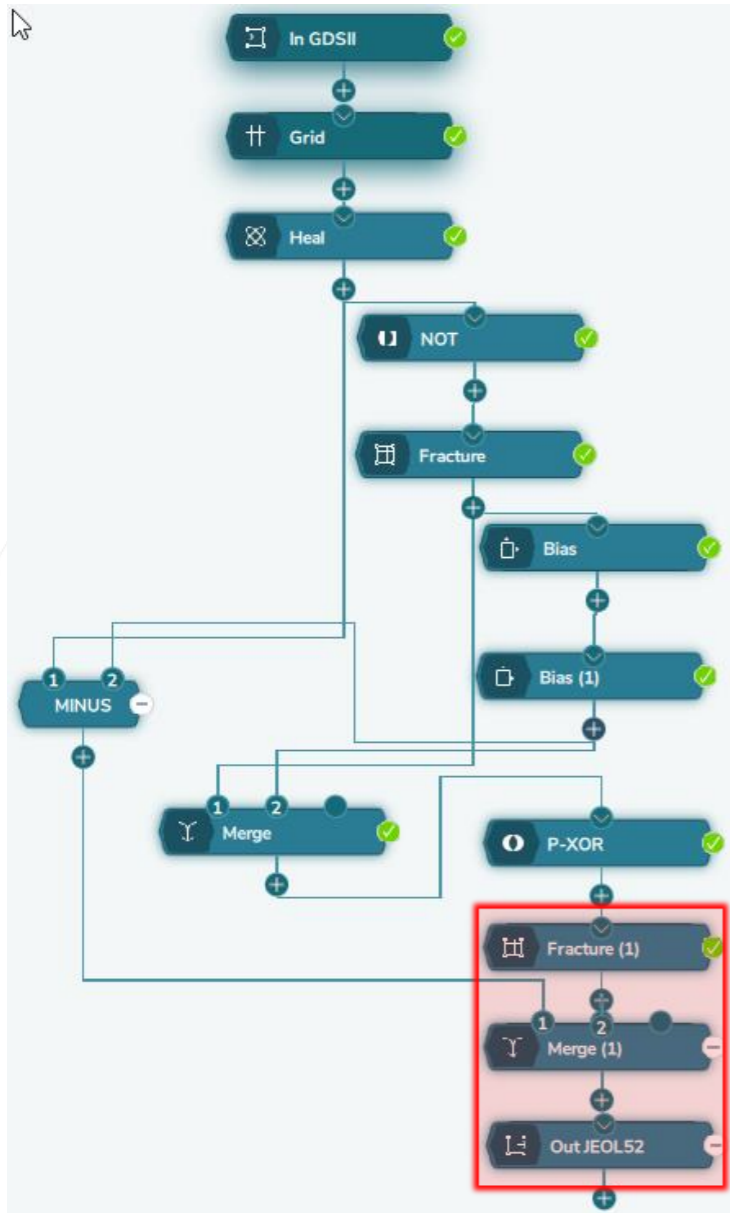 In GDSII
Grid
Heal
NOT
Fracture
Bias
1 2
MINUS
Bias (1)
1 2
Merge
P-XOR
Fracture (1)
1 2
Merge (1)
Out JEOL52